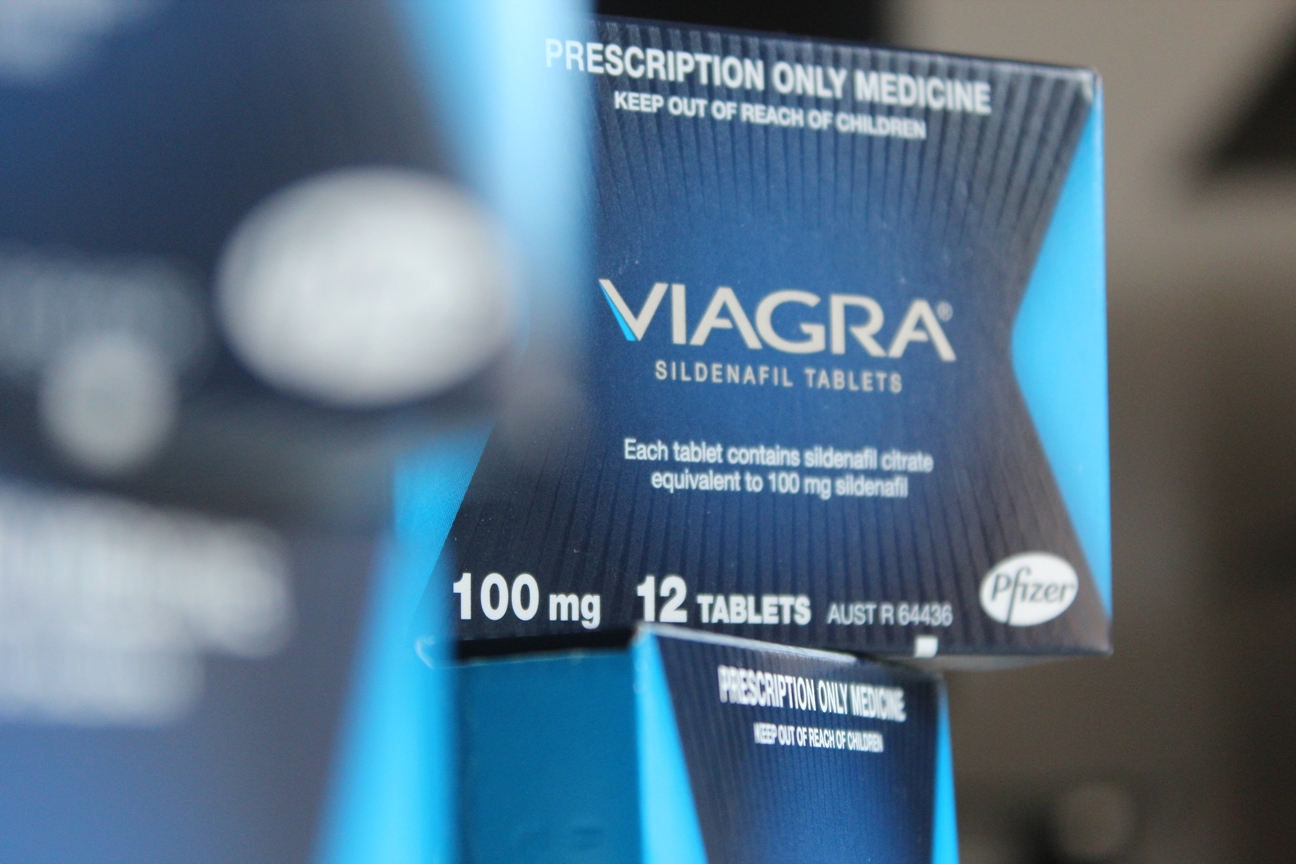 PRESCRIPTION ONLY MEDICINE
KEEP OUT OF REACH OF CHILDREN
VIAGRA®
SILDENAFIL TABLETS
Each tablet contains sildenafil citrate
equivalent to 100 mg sildenafil
100 mg 12 TABLETS AUST R 64436
Pfizer
PRESCRIPTION ONLY MEDICINE
KEEP OUT OF REACH OF CHILDREN